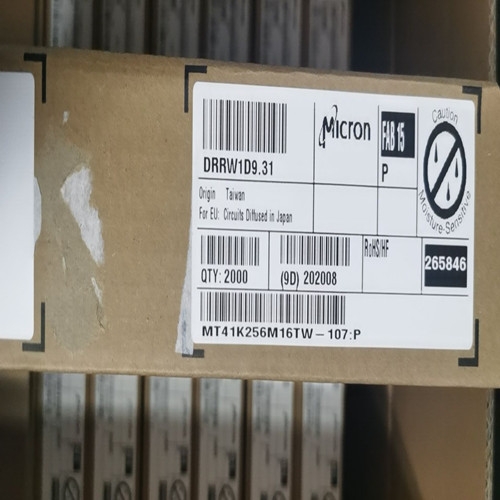 DRRW1D9.31
Micron
FAB 15
P
Caution
Moisture-Sensitive
Origin Taiwan
For EU: Circuits Diffused in Japan
QTY: 2000
(9D) 202008
RoHS/HF
265846
MT41K256M16TW-107:P